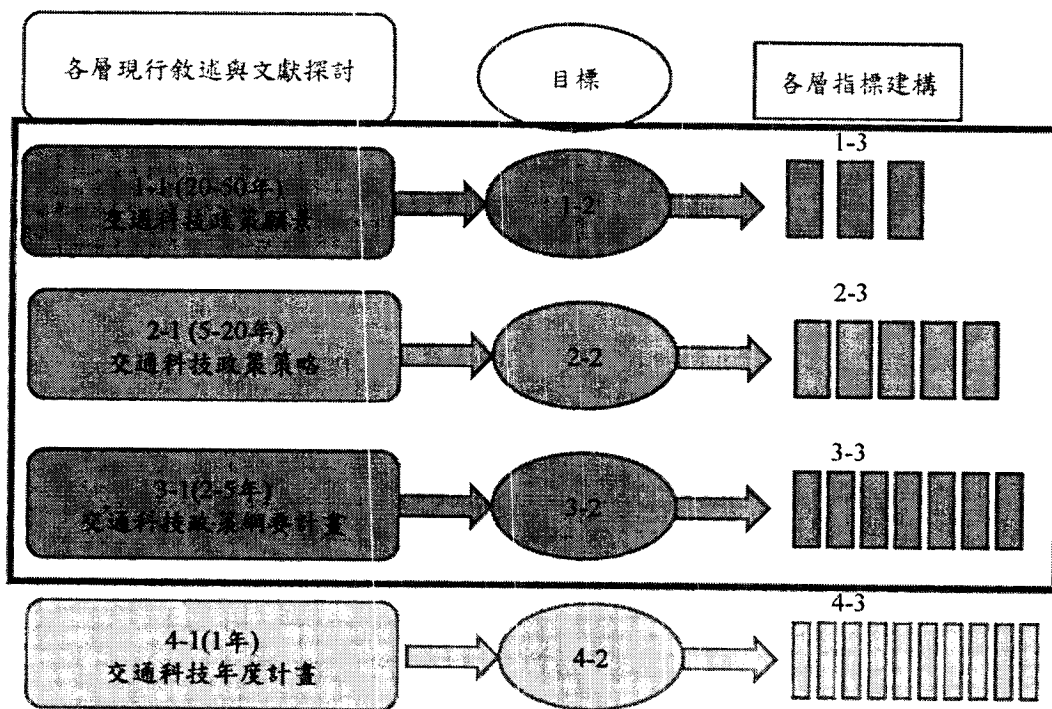 各層現行敘述與文獻探討
目標
各層指標建構
1-1 (20-50年)
交通科技政策願景
1-2
1-3
2-1 (5-20年)
交通科技政策策略
2-2
2-3
3-1(2-5年)
交通科技政策綱要計畫
3-2
3-3
4-1(1年)
交通科技年度計畫
4-2
4-3